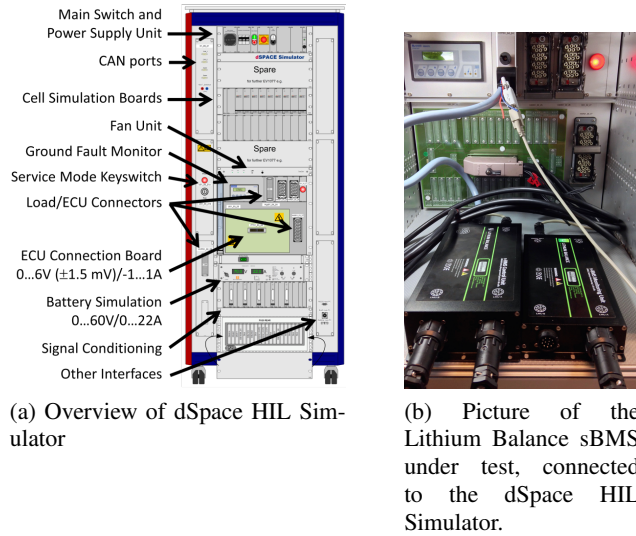 Main Switch and
Power Supply Unit
CAN ports
Cell Simulation Boards
Fan Unit
Ground Fault Monitor
Service Mode Keyswitch
Load/ECU Connectors
ECU Connection Board
0...6V (±1.5 mV)/-1...1A
Battery Simulation
0...60V/0...22A
Signal Conditioning
Other Interfaces
dSPACE Simulator
Spare
Spare
(a) Overview of dSpace HIL Sim-
ulator
(b) Picture of the
Lithium Balance sBMS
under test, connected
to the dSpace HIL
Simulator.